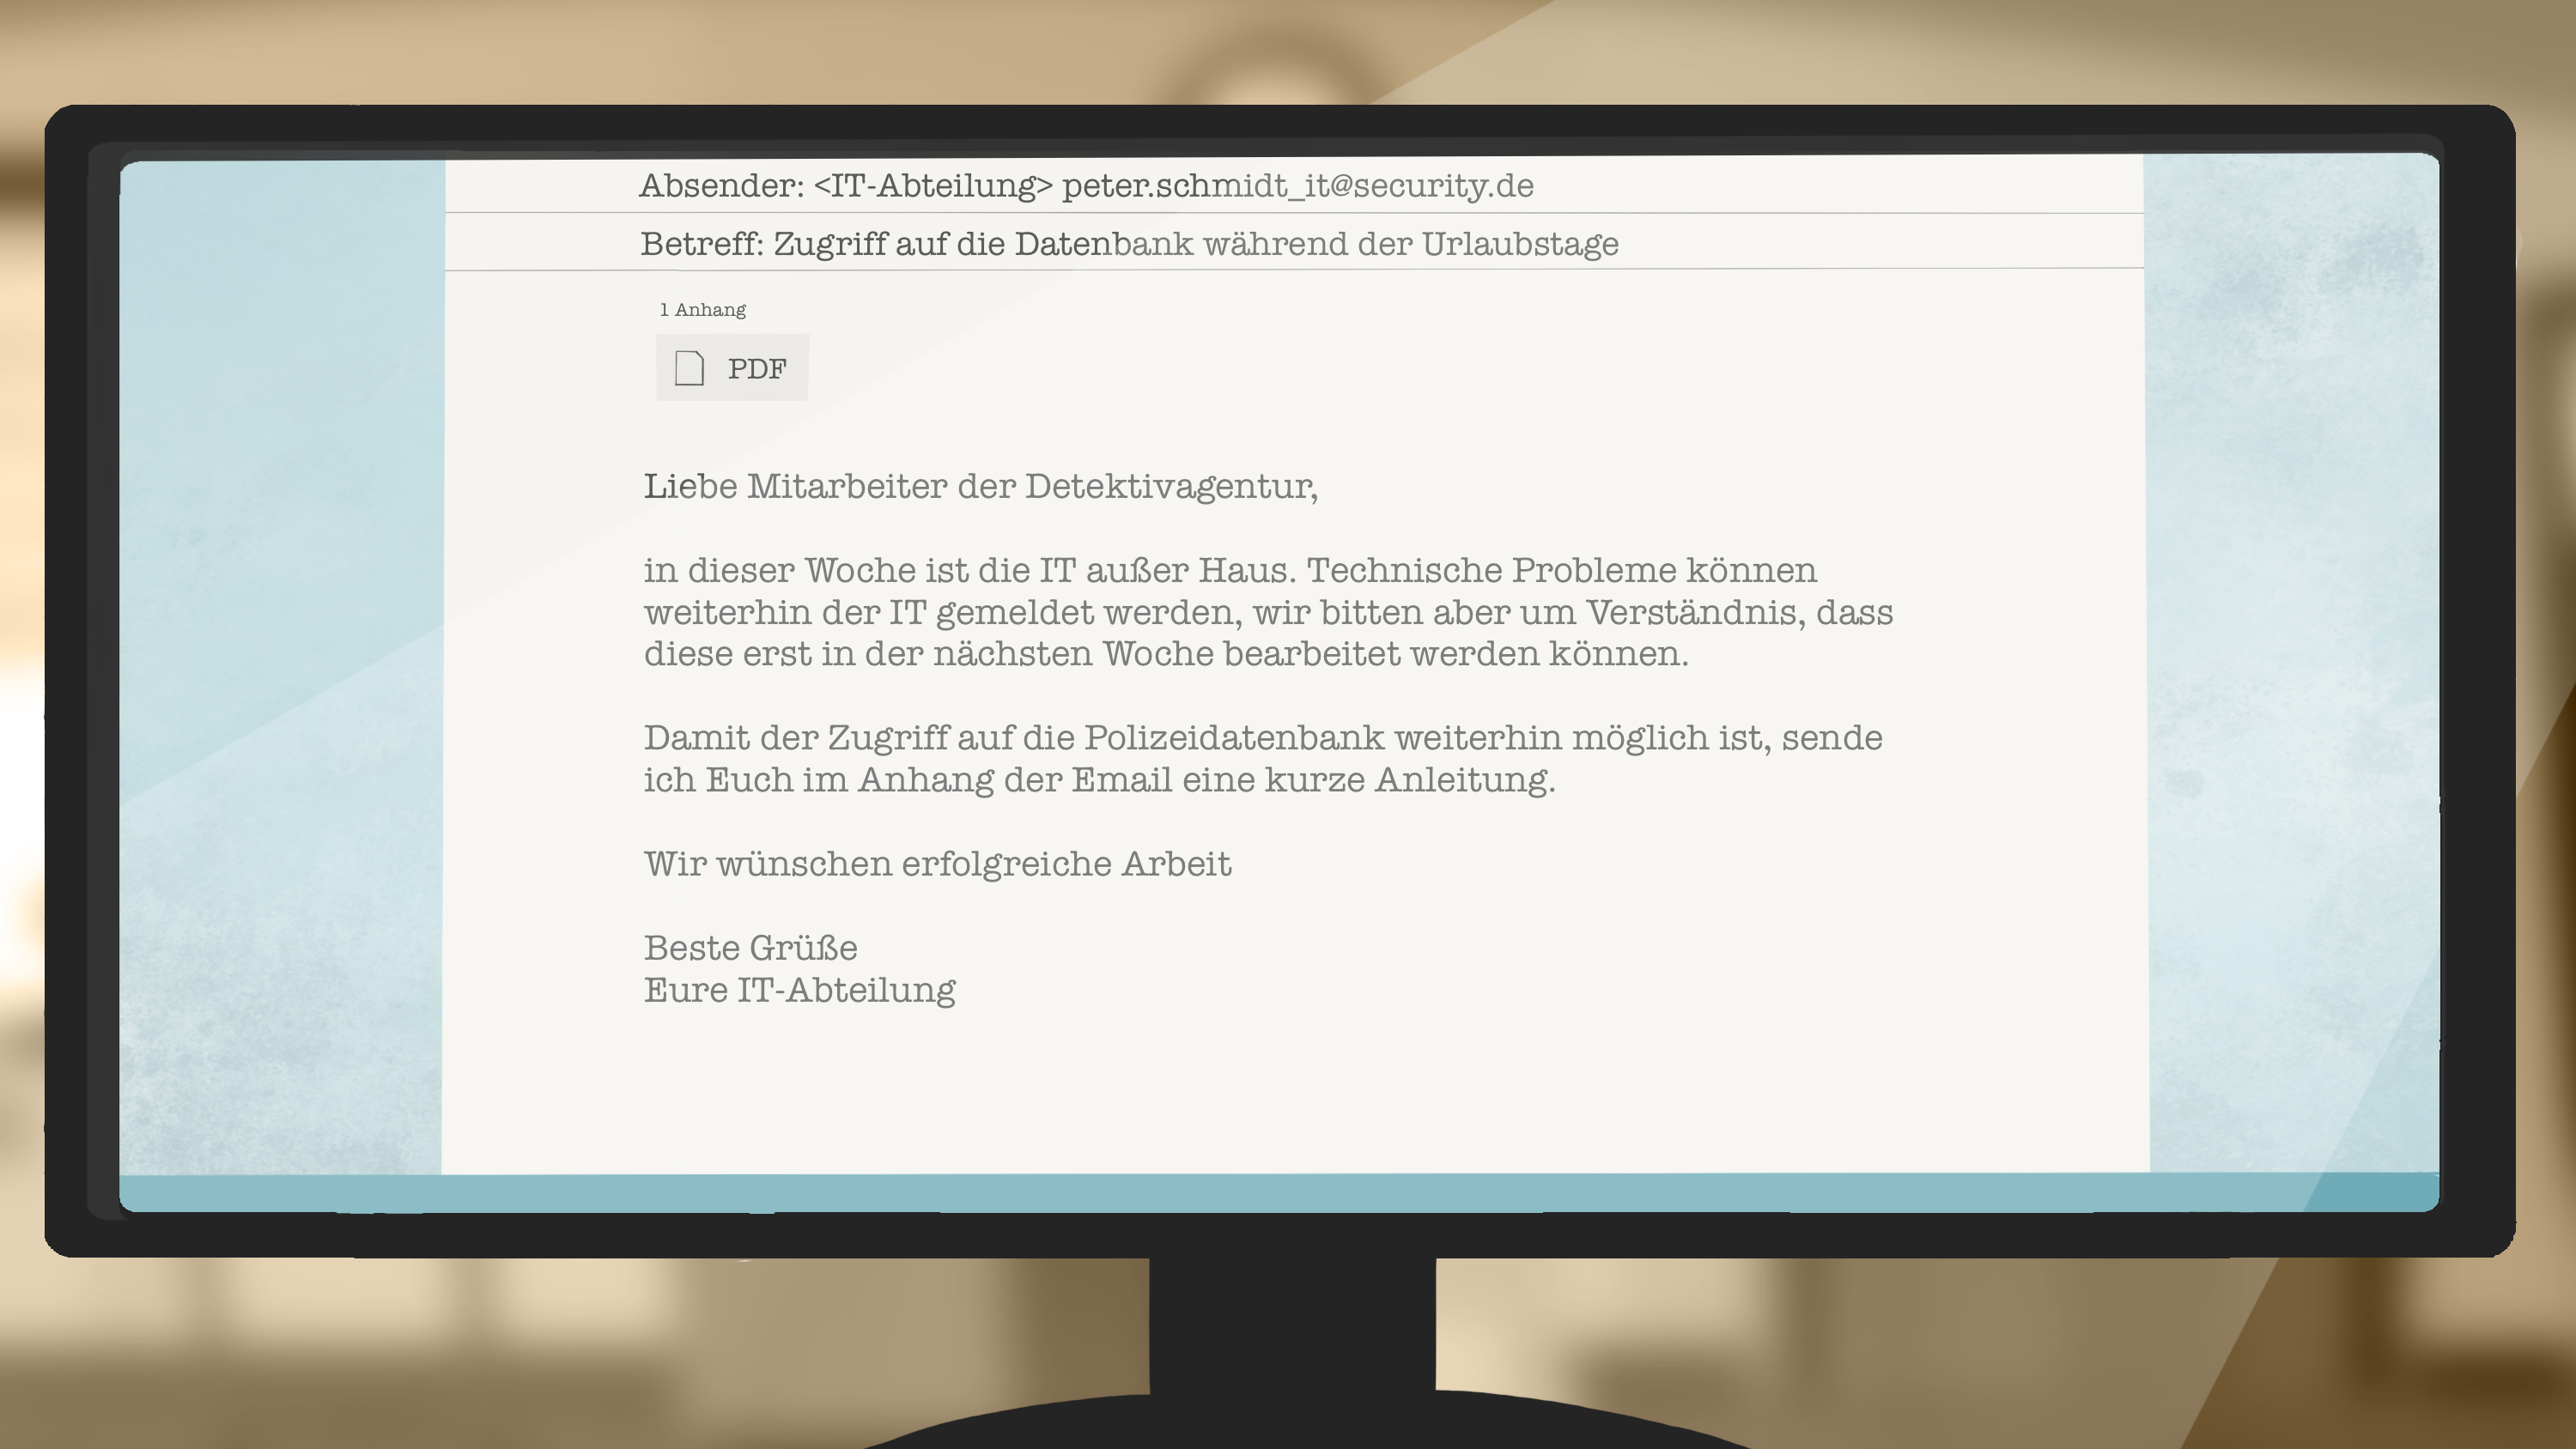 Absender: <IT-Abteilung> peter.schmidt_it@security.de
Betreff: Zugriff auf die Datenbank während der Urlaubstage
1 Anhang
PDF
Liebe Mitarbeiter der Detektivagentur,
in dieser Woche ist die IT außer Haus. Technische Probleme können
weiterhin der IT gemeldet werden, wir bitten aber um Verständnis, dass
diese erst in der nächsten Woche bearbeitet werden können.
Damit der Zugriff auf die Polizeidatenbank weiterhin möglich ist, sende
ich Euch im Anhang der Email eine kurze Anleitung.
Wir wünschen erfolgreiche Arbeit
Beste Grüße
Eure IT-Abteilung